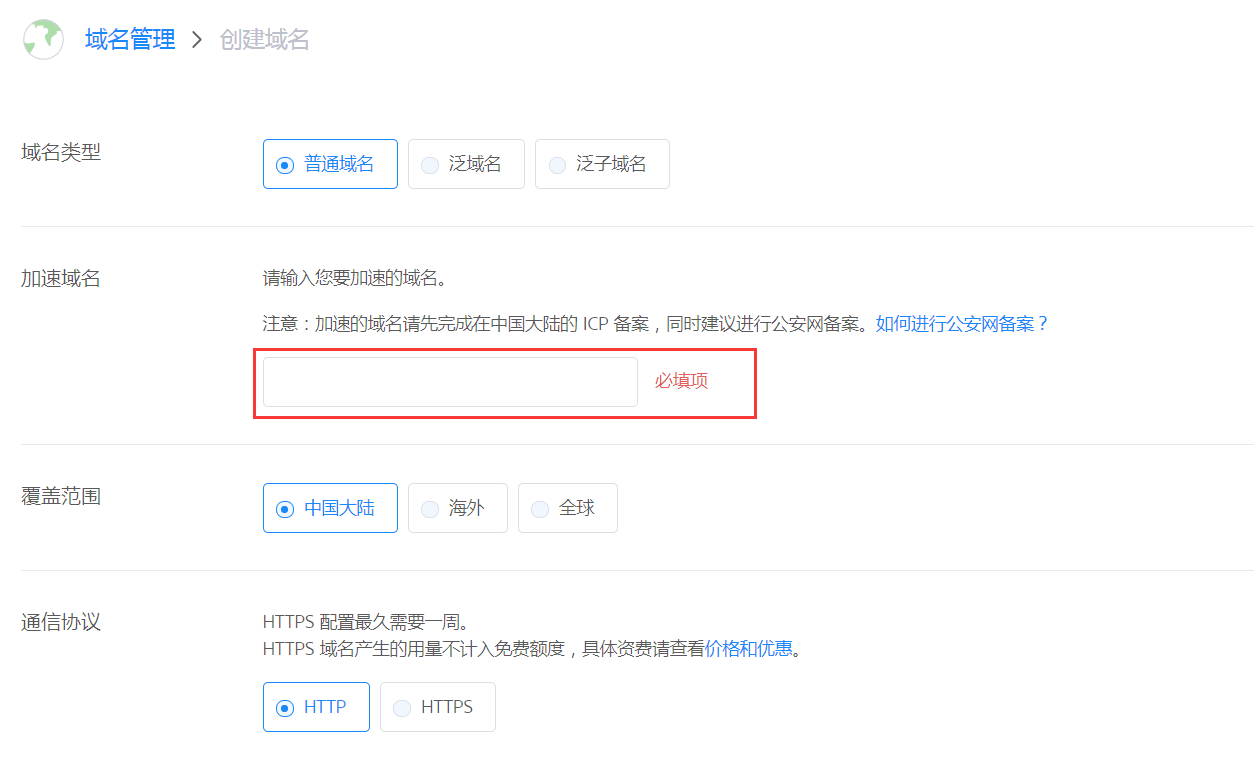 域名管理 > 创建域名
域名类型
普通域名 泛域名 泛子域名
加速域名
请输入您要加速的域名。
注意：加速的域名请先完成在中国大陆的 ICP 备案，同时建议进行公安网备案。如何进行公安网备案？
必填项
覆盖范围
中国大陆 海外 全球
通信协议
HTTPS 配置最久需要一周。
HTTPS 域名产生的用量不计入免费额度，具体资费请查看价格和优惠。
HTTP HTTPS